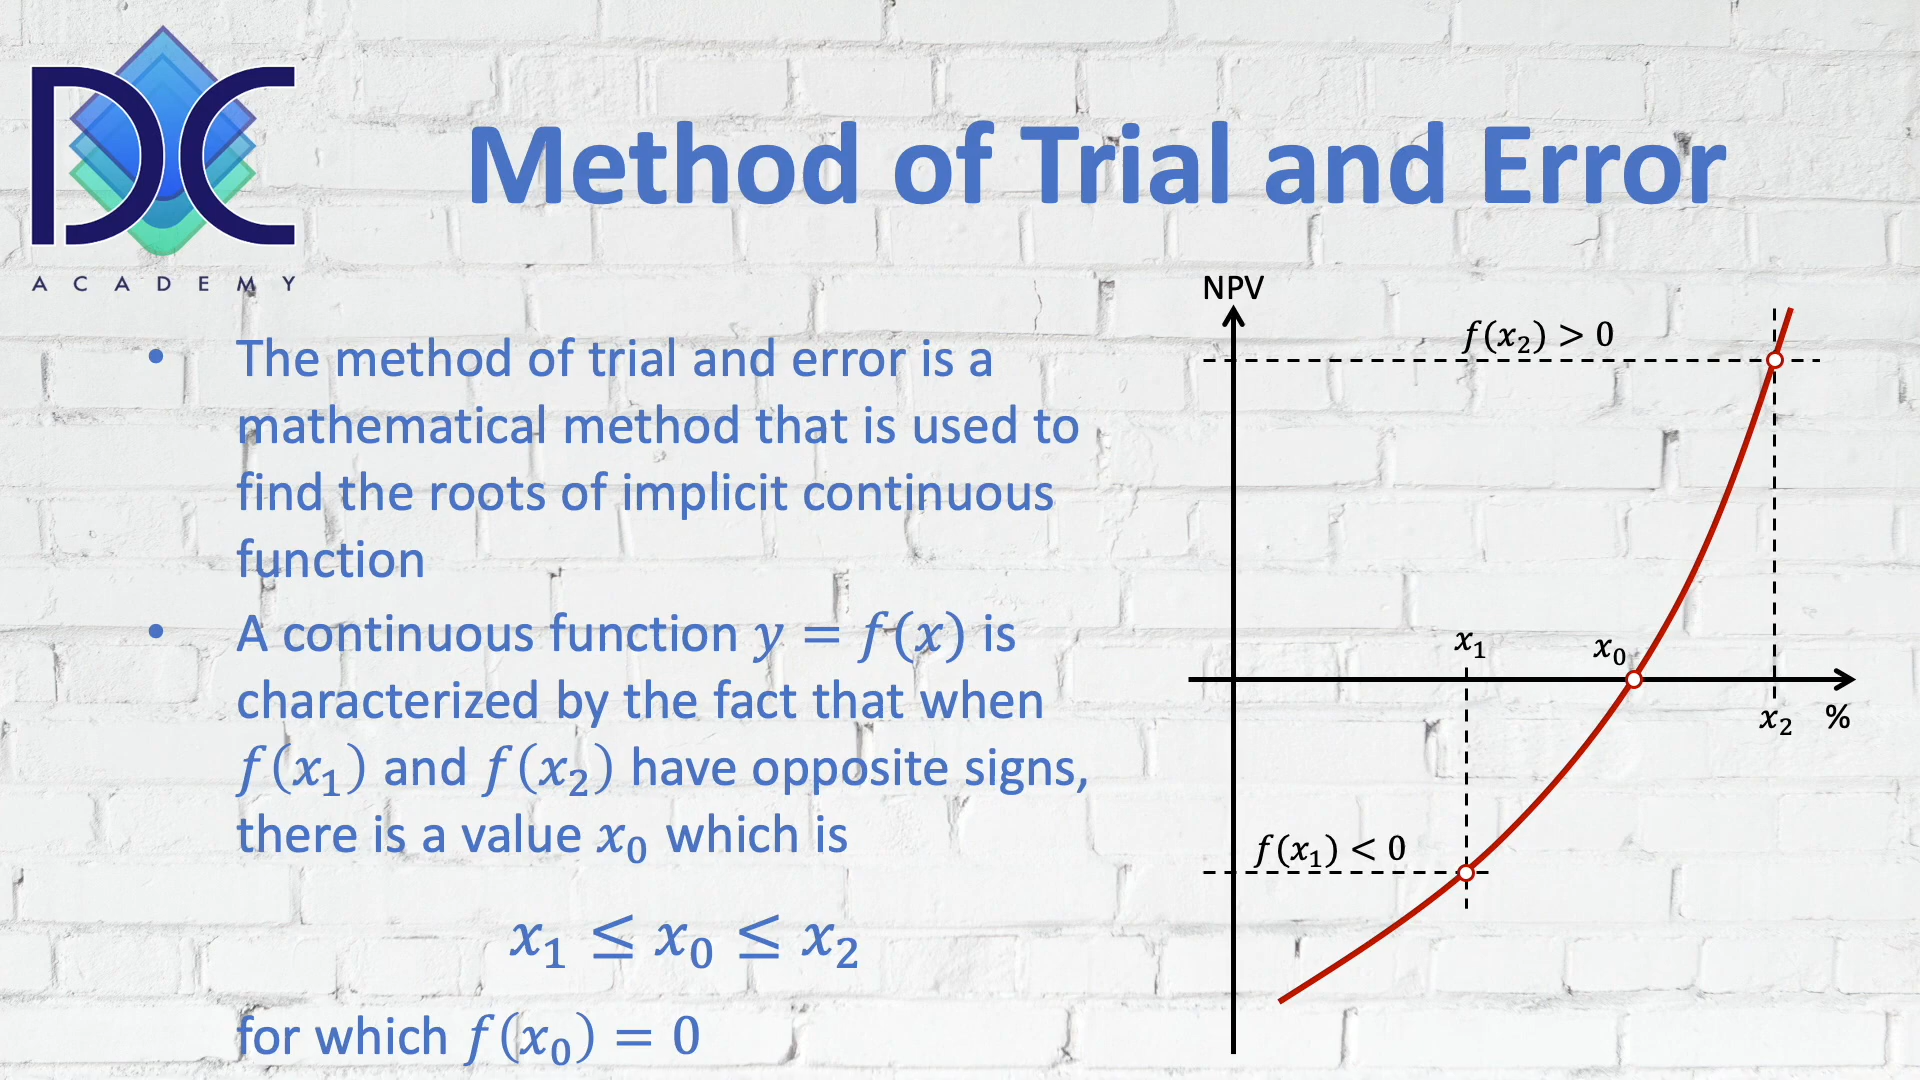 DC
ACADEMY
Method of Trial and Error
• The method of trial and error is a
mathematical method that is used to
find the roots of implicit continuous
function
• A continuous function y = f(x) is
characterized by the fact that when
f(x₁) and f(x₂) have opposite signs,
there is a value x₀ which is
x₁ ≤ x₀ ≤ x₂
for which f(x₀) = 0
NPV
f(x₂) > 0
x₁
x₀
x₂
%
f(x₁) < 0